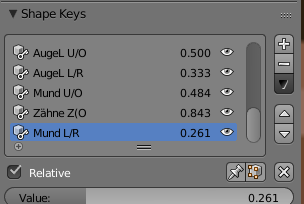 Shape Keys
AugeL U/O 0.500
AugeL L/R 0.333
Mund U/O 0.484
Zähne Z(O 0.843
Mund L/R 0.261
Relative
Value: 0.261